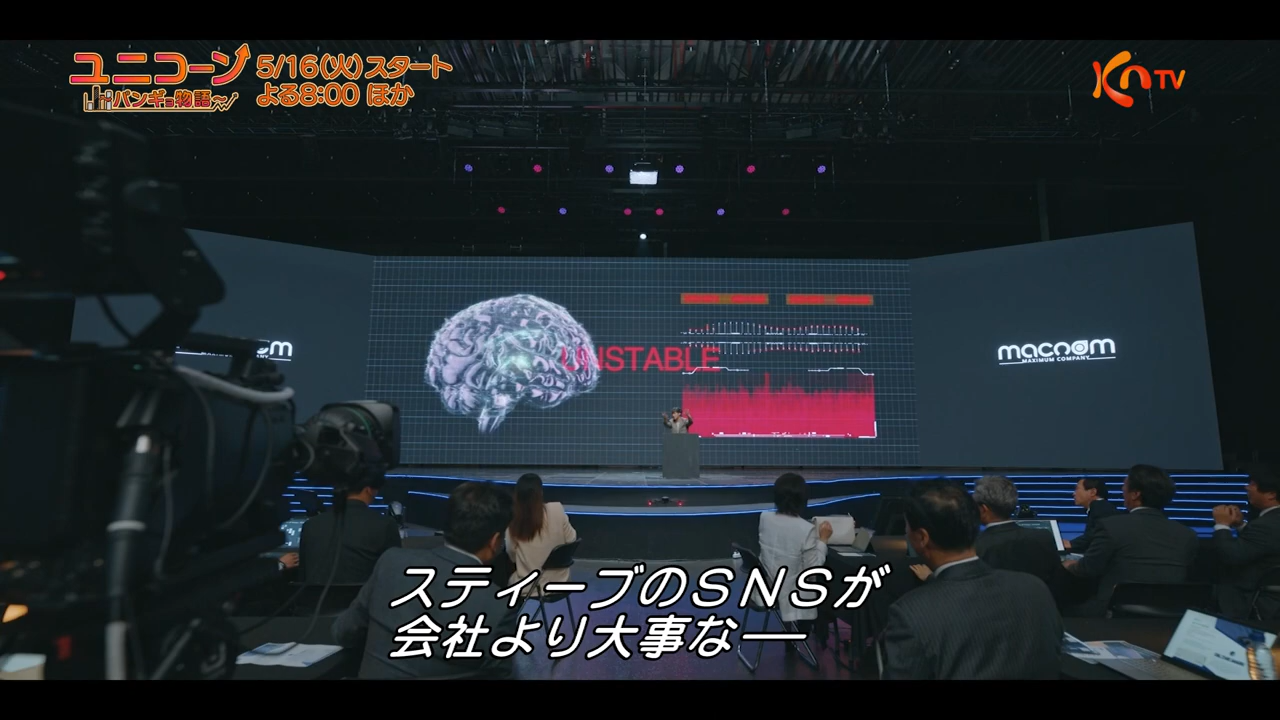 ユニコーン
バンギョ物語～
5/16(火)スタート
よる8:00 ほか
KnTV
UNSTABLE
macoom
MAXIMUM COMPANY
スティーブのSNSが
会社より大事な──